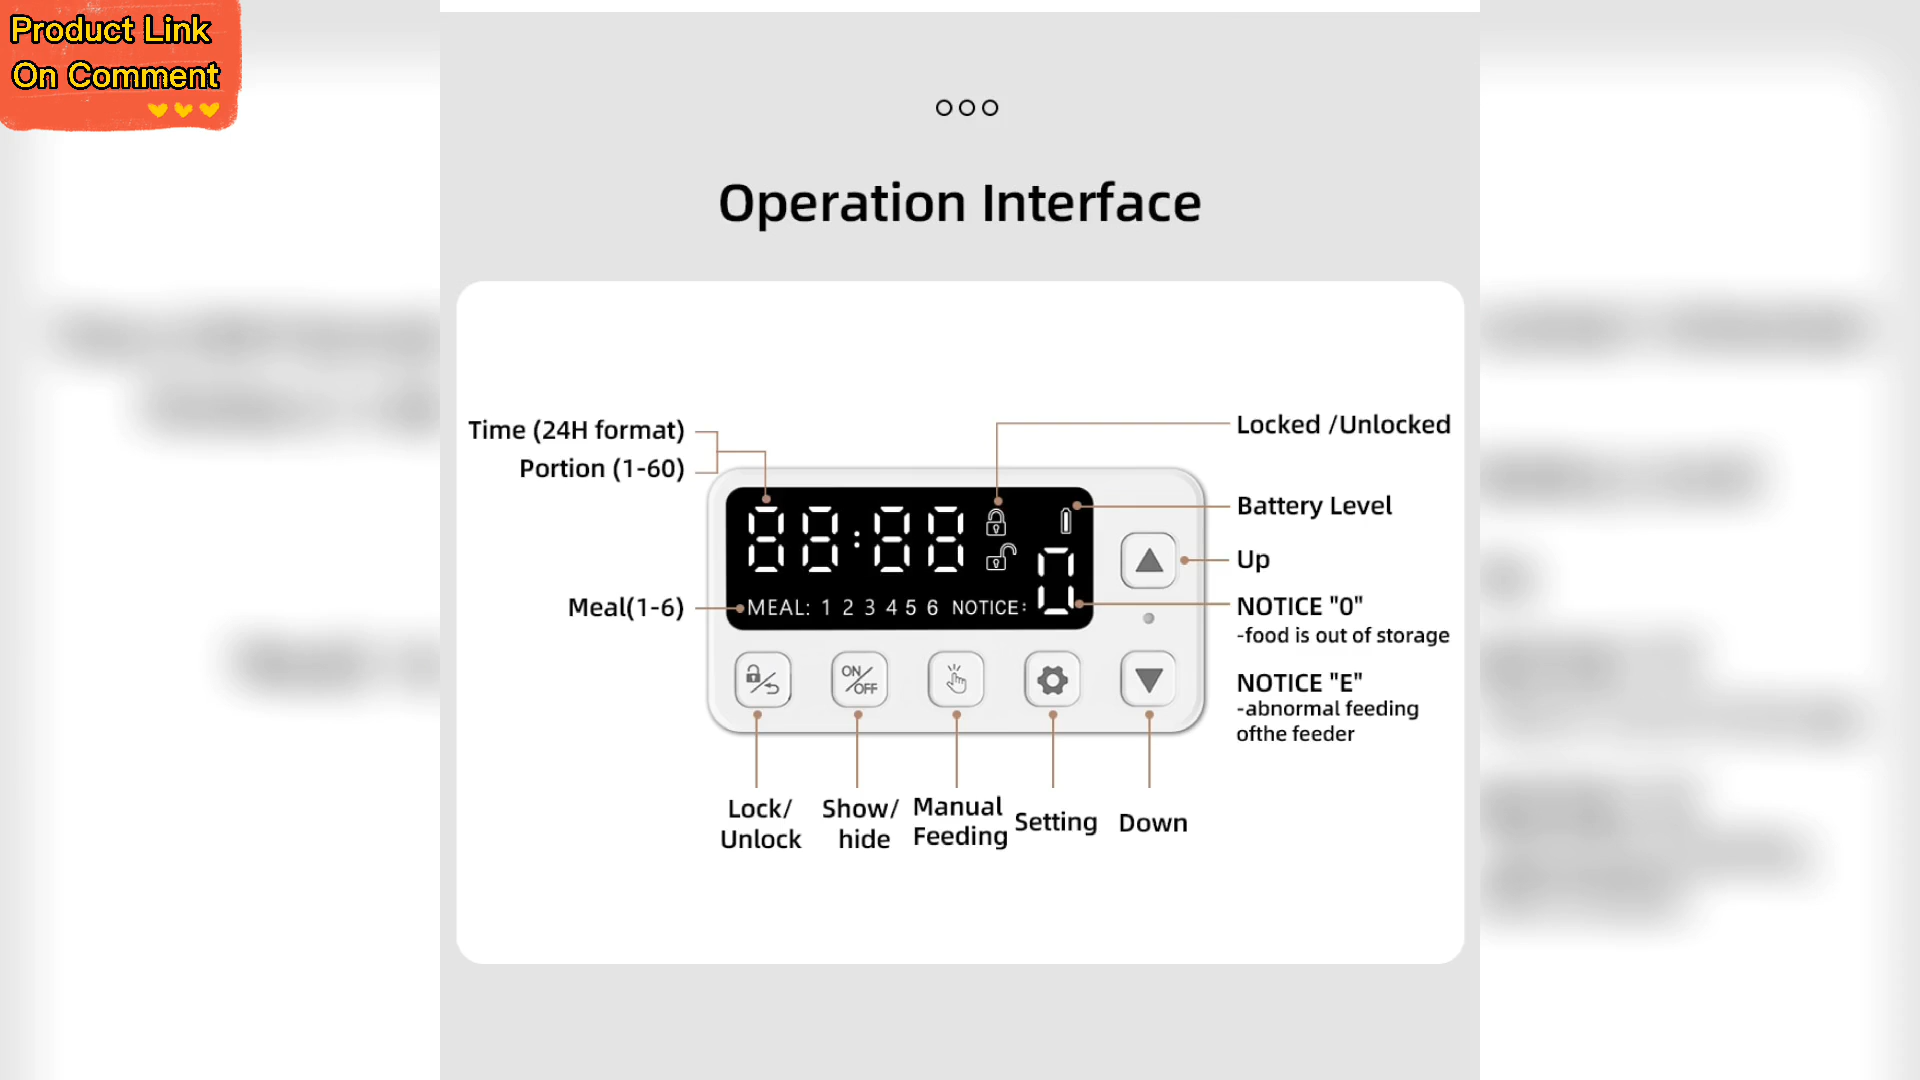 Product Link
On Comment
Operation Interface
Time (24H format)
Portion (1-60)
Meal(1-6)
Locked /Unlocked
Battery Level
Up
NOTICE "0"
-food is out of storage
NOTICE "E"
-abnormal feeding
ofthe feeder
88:88
0
MEAL: 1 2 3 4 5 6 NOTICE:
ON/OFF
Lock/
Unlock
Show/
hide
Manual
Feeding
Setting
Down